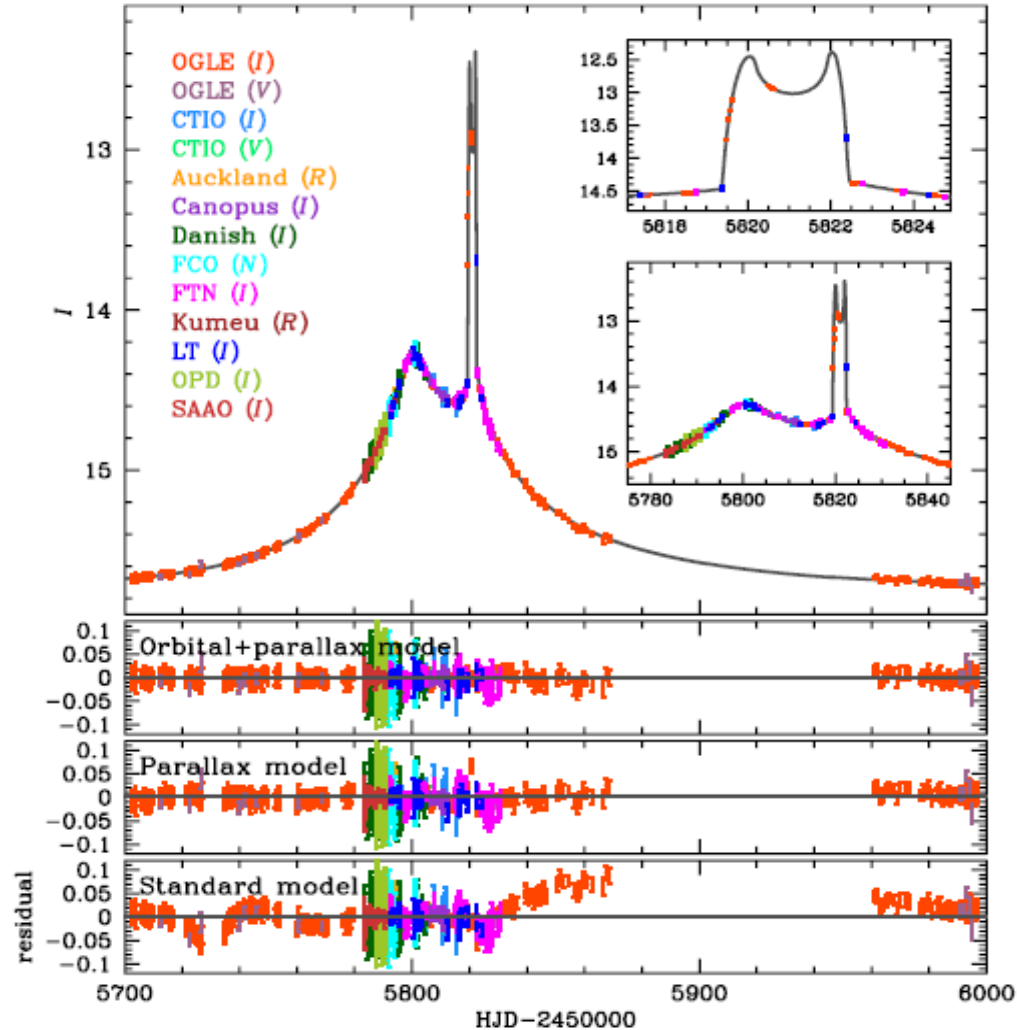 OGLE (I)
OGLE (V)
CTIO (I)
CTIO (V)
Auckland (R)
Canopus (I)
Danish (I)
FCO (N)
FTN (I)
Kumeu (R)
LT (I)
OPD (I)
SAAO (I)
I
13
14
15
12.5
13
13.5
14
14.5
5818 5820 5822 5824
13
14
15
5780 5800 5820 5840
Orbital+parallax model
0.1
0.05
0
−0.05
−0.1
Parallax model
0.1
0.05
0
−0.05
−0.1
Standard model
0.1
0.05
0
−0.05
−0.1
residual
5700 5800 5900 6000
HJD−2450000